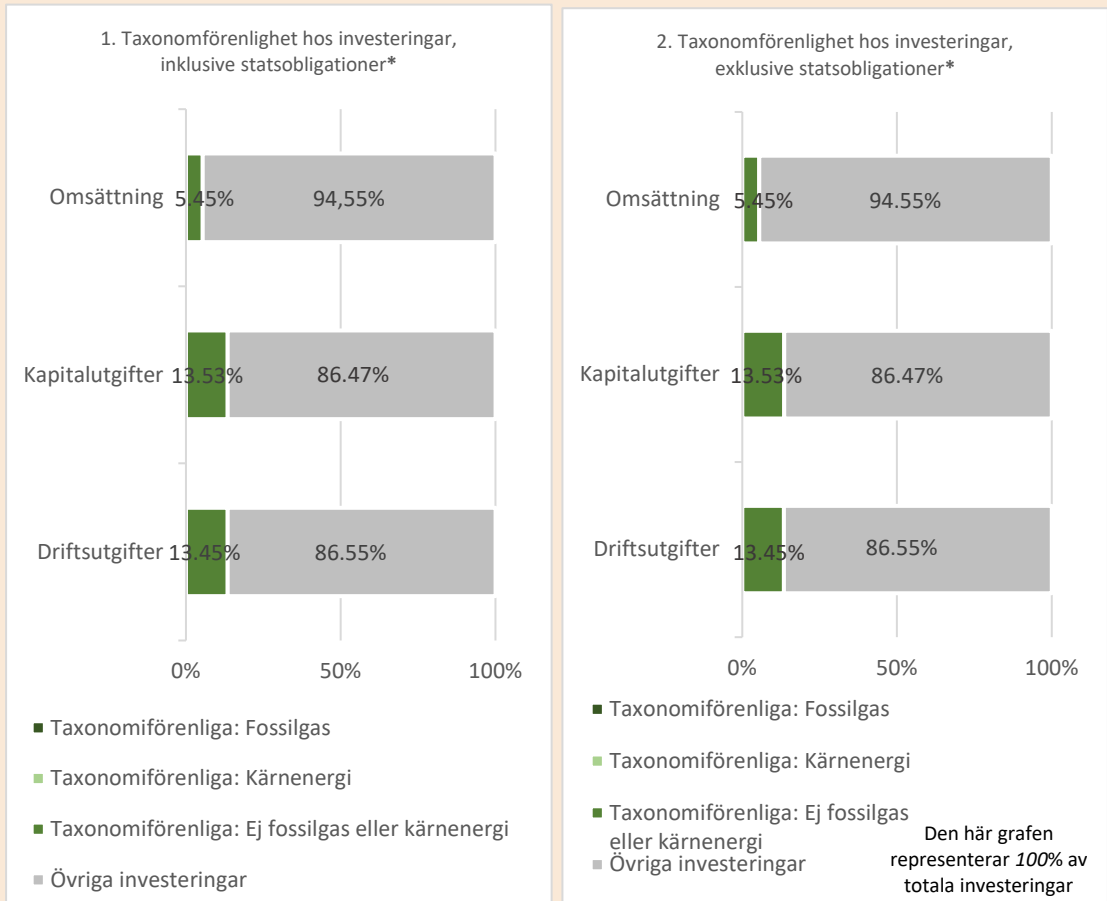 1. Taxonomförenlighet hos investeringar,
inklusive statsobligationer*
Omsättning 5.45% 94,55%
Kapitalutgifter 13.53% 86.47%
Driftsutgifter 13.45% 86.55%
0% 50% 100%
Taxonomiförenliga: Fossilgas
Taxonomiförenliga: Kärnenergi
Taxonomiförenliga: Ej fossilgas eller kärnenergi
Övriga investeringar
2. Taxonomförenlighet hos investeringar,
exklusive statsobligationer*
Omsättning 5.45% 94.55%
Kapitalutgifter 13.53% 86.47%
Driftsutgifter 13.45% 86.55%
0% 50% 100%
Taxonomiförenliga: Fossilgas
Taxonomiförenliga: Kärnenergi
Taxonomiförenliga: Ej fossilgas
eller kärnenergi
Övriga investeringar
Den här grafen
representerar 100% av
totala investeringar